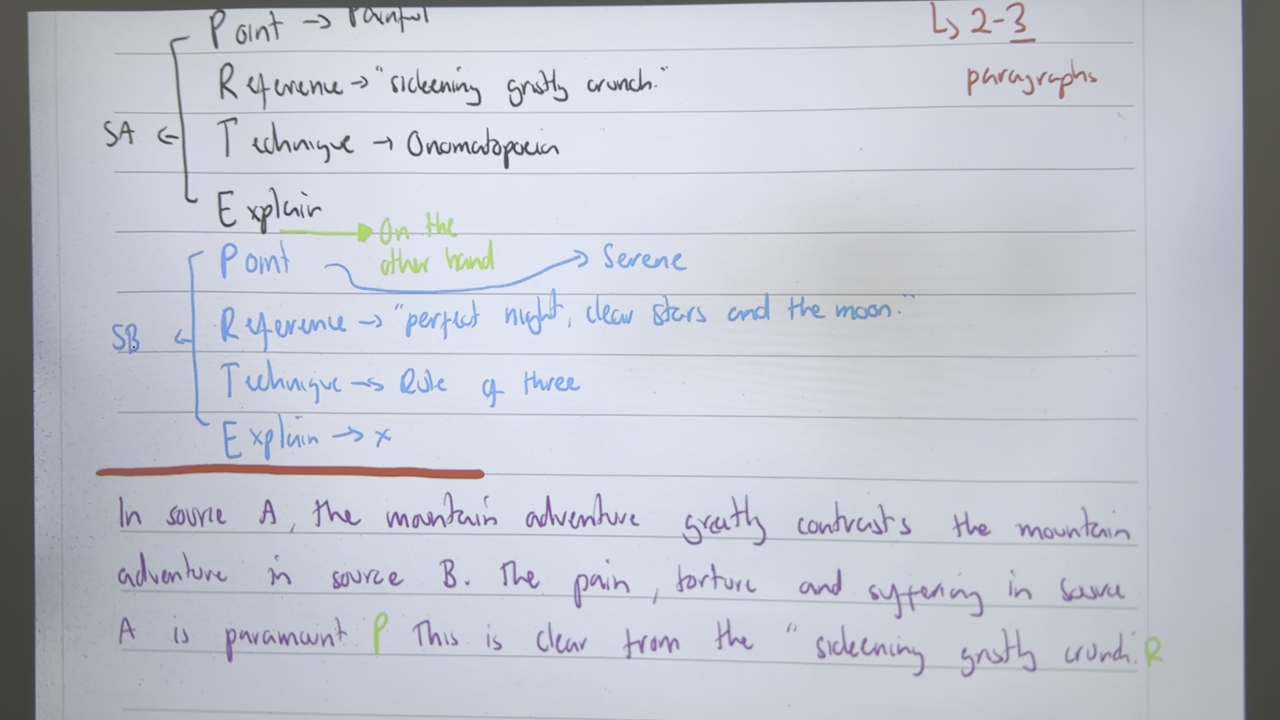 Point → Painful
↳ 2-3
paragraphs
Reference → "sickening gristly crunch."
SA ← Technique → Onomatopoeia
Explain
On the
other hand
Point → Serene
Reference → "perfect night, clear stars and the moon."
SB ←
Technique → Rule of three
Explain → x
In source A, the mountain adventure greatly contrasts the mountain
adventure in source B. The pain, torture and suffering in source
A is paramount P This is clear from the "sickening gristly crunch." R